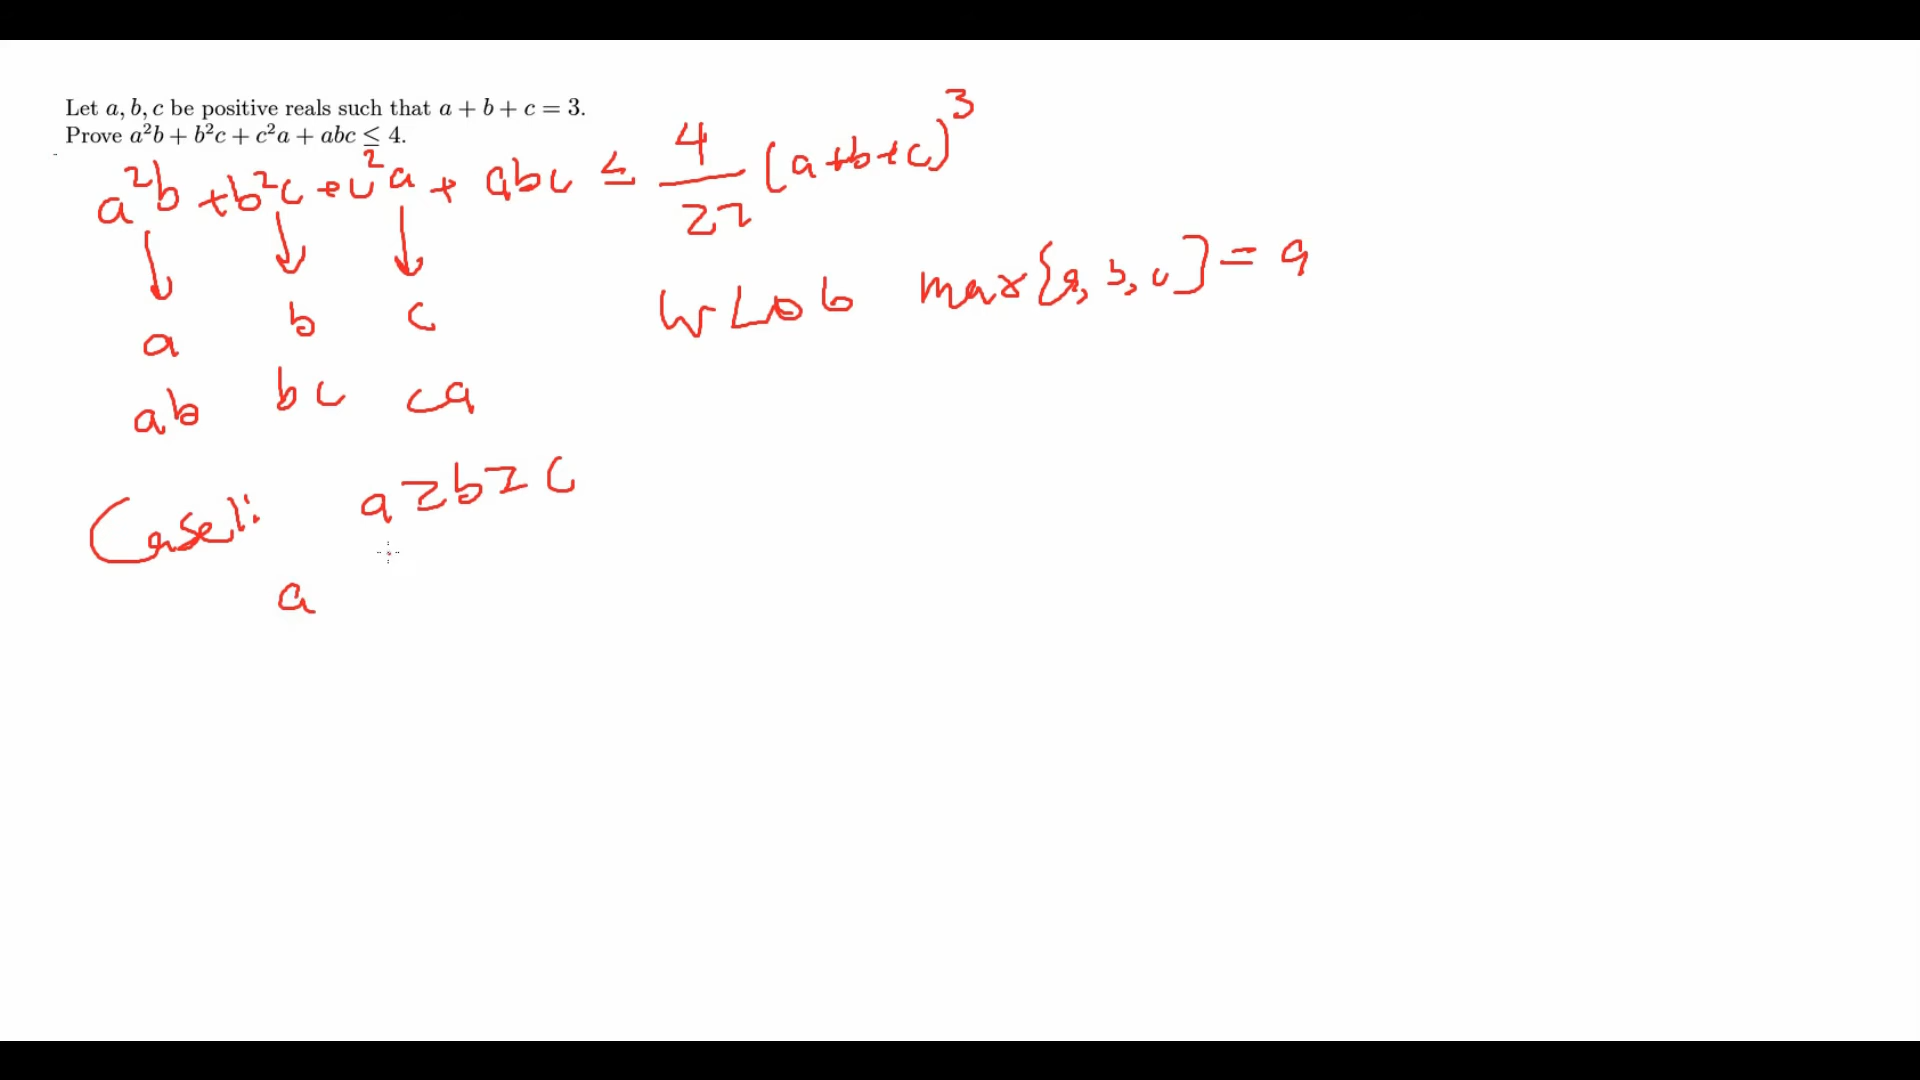 Let a, b, c be positive reals such that a + b + c = 3.
Prove a²b + b²c + c²a + abc ≤ 4.
a²b + b²c + c²a + abc ≤ 4/27 (a+b+c)³
WLOG max{a, b, c} = a
a b c
ab bc ca
Case 1: a ≥ b ≥ c
a